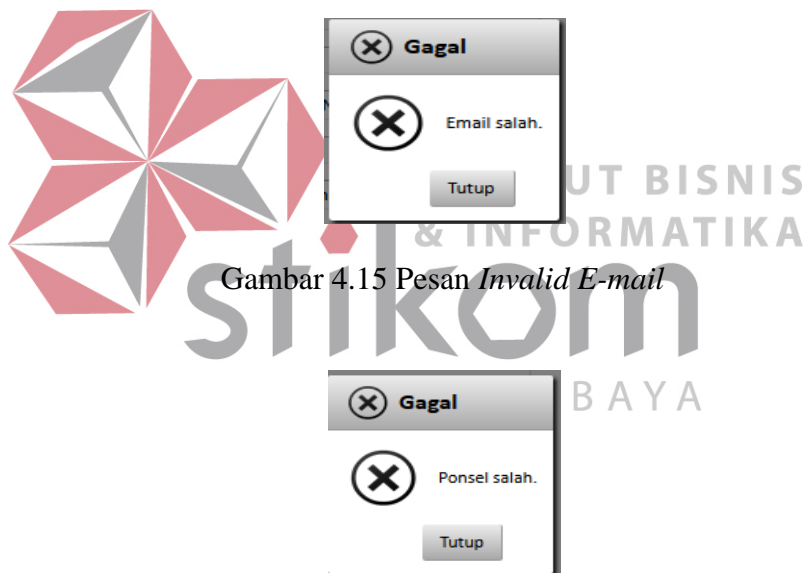 Gagal
Email salah.
Tutup
UT BISNIS
& INFORMATIKA
Gambar 4.15 Pesan Invalid E-mail
stikom
BAYA
Gagal
Ponsel salah.
Tutup